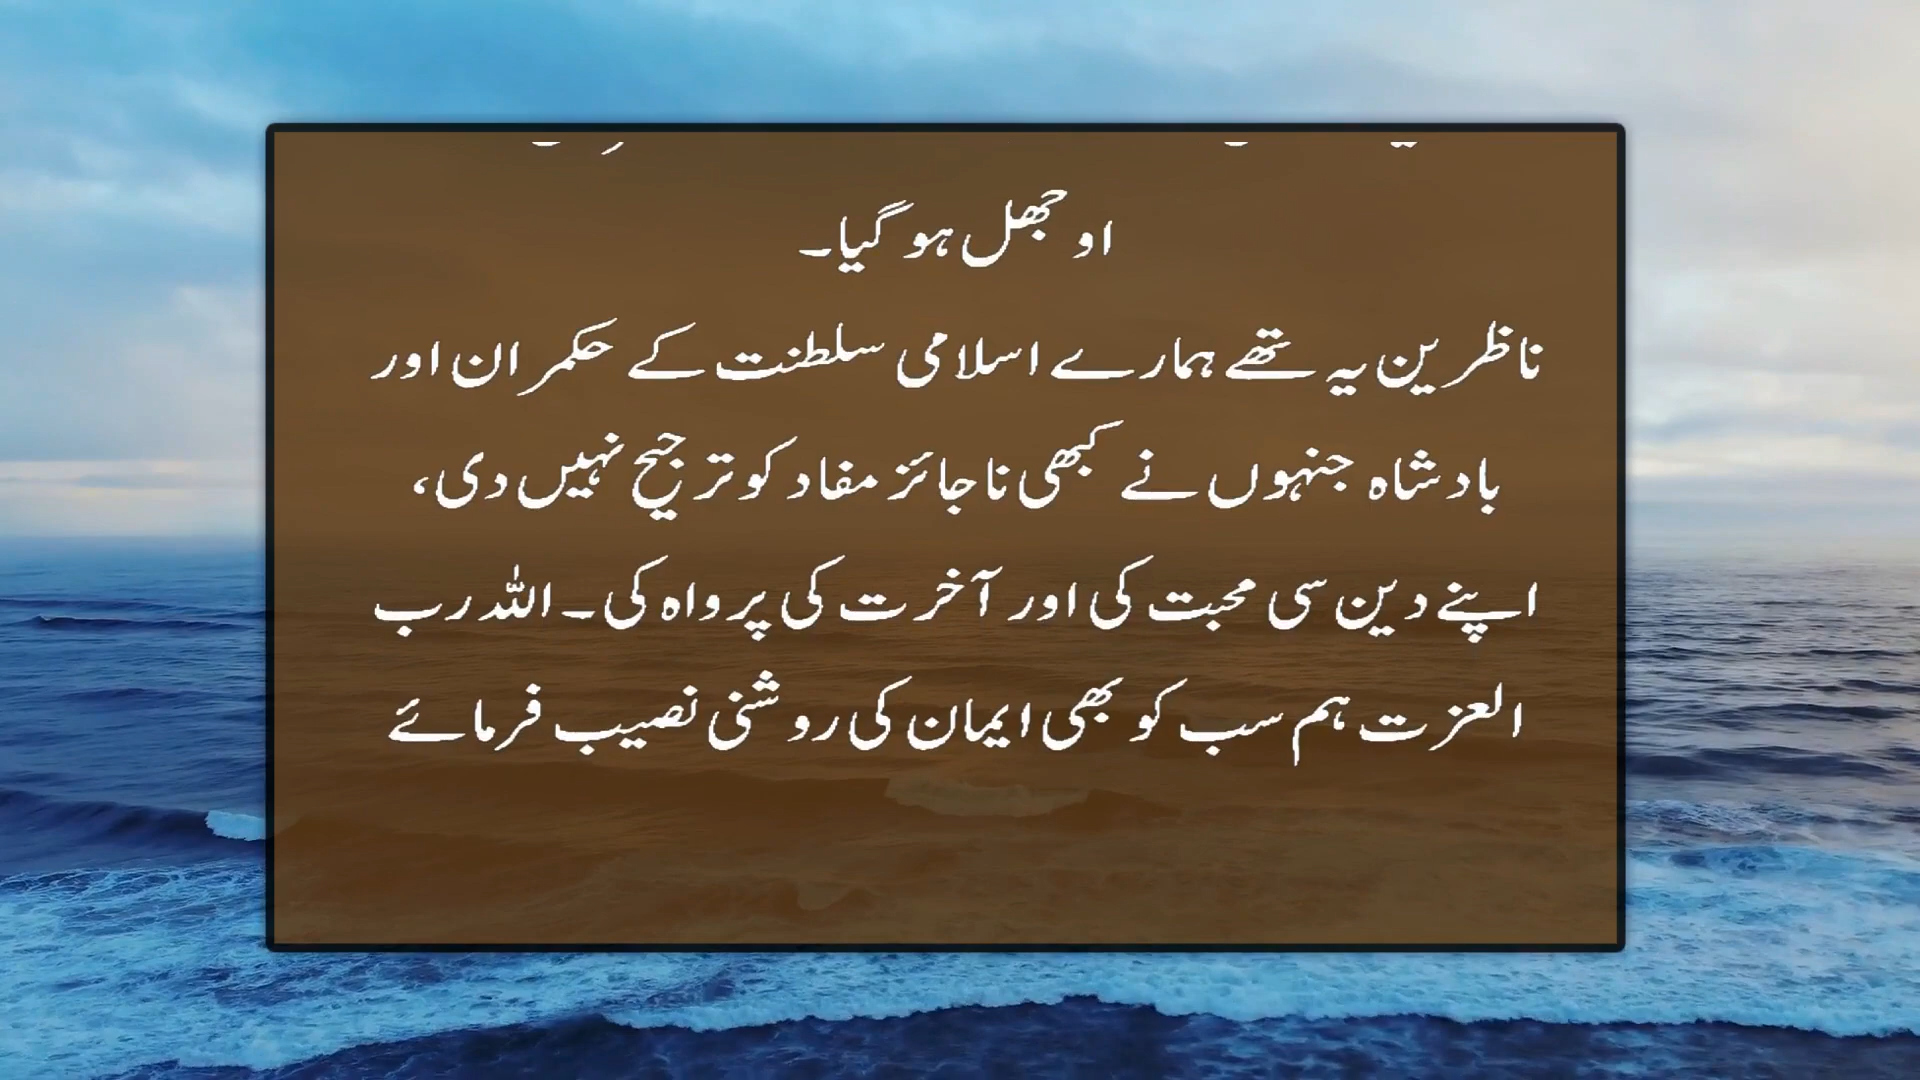 اوجھل ہو گیا۔
ناظرین یہ تھے ہمارے اسلامی سلطنت کے حکمران اور
بادشاہ جنہوں نے کبھی ناجائز مفاد کو ترجیح نہیں دی،
اپنے دین سی محبت کی اور آخرت کی پرواہ کی۔ اللہ رب
العزت ہم سب کو بھی ایمان کی روشنی نصیب فرمائے